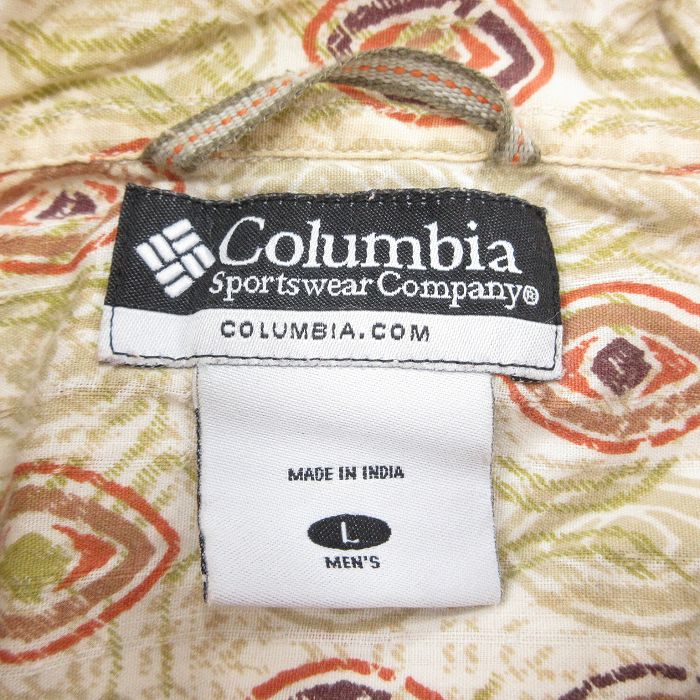 Columbia
Sportswear Company®
COLUMBIA.COM
MADE IN INDIA
L
MEN'S